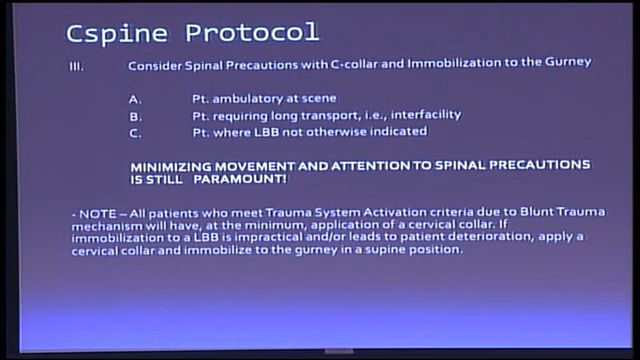 Cspine Protocol
III. Consider Spinal Precautions with C-collar and Immobilization to the Gurney
A. Pt. ambulatory at scene
B. Pt. requiring long transport, i.e., interfacility
C. Pt. where LBB not otherwise indicated
MINIMIZING MOVEMENT AND ATTENTION TO SPINAL PRECAUTIONS
IS STILL PARAMOUNT!
- NOTE – All patients who meet Trauma System Activation criteria due to Blunt Trauma
mechanism will have, at the minimum, application of a cervical collar. If
immobilization to a LBB is impractical and/or leads to patient deterioration, apply a
cervical collar and immobilize to the gurney in a supine position.